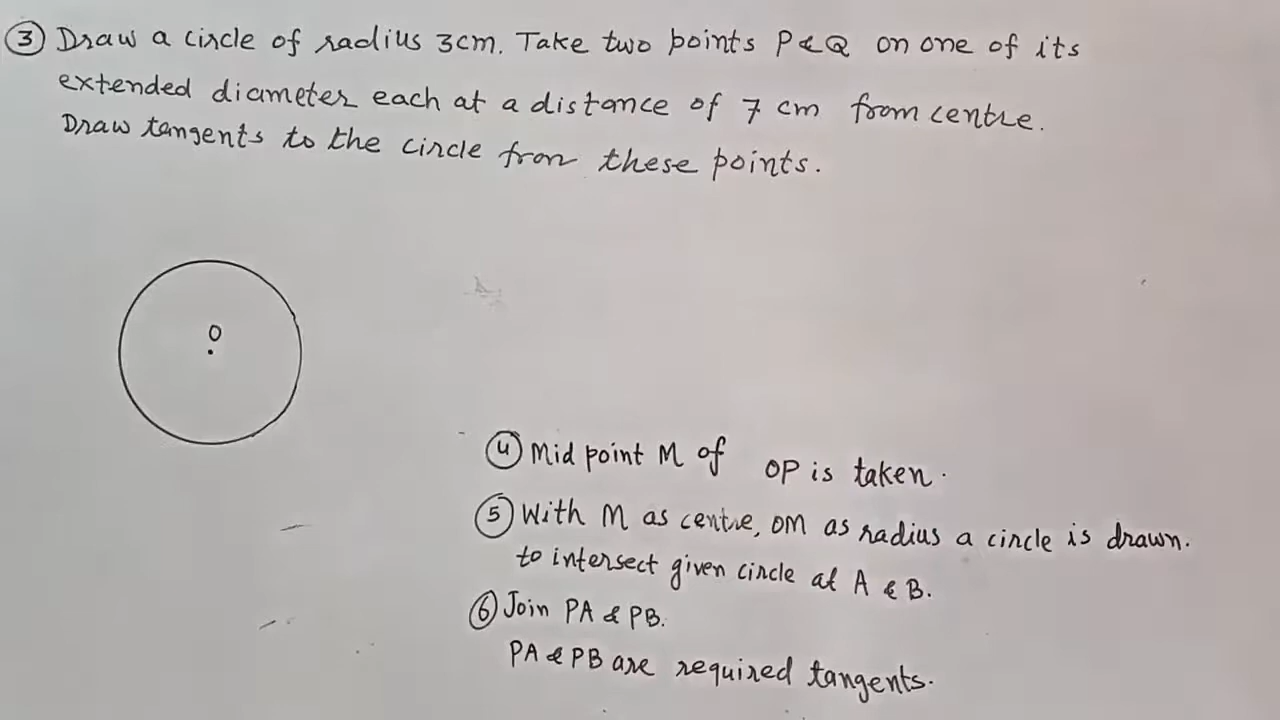 ③ Draw a circle of radius 3cm. Take two points P & Q on one of its
extended diameter each at a distance of 7 cm from centre.
Draw tangents to the circle from these points.
O
④ Mid point M of OP is taken.
⑤ With M as centre, OM as radius a circle is drawn.
to intersect given circle at A & B.
⑥ Join PA & PB.
PA & PB are required tangents.